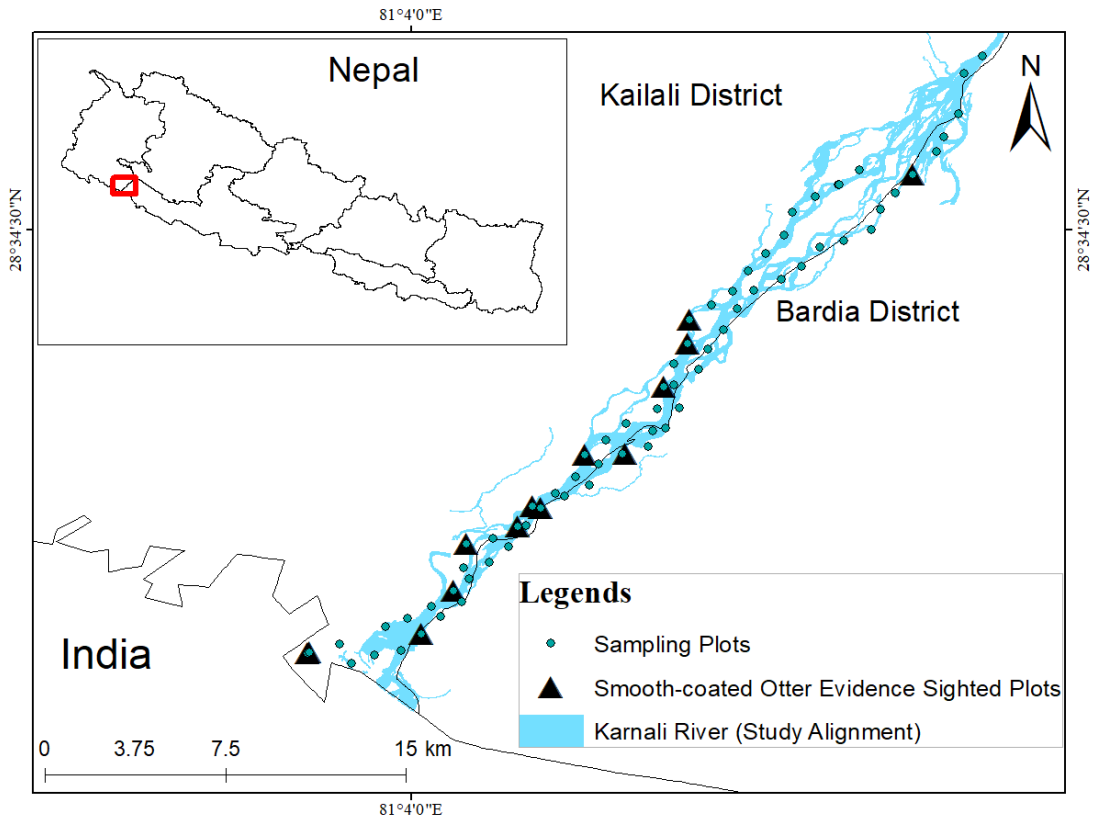 81°4'0"E
Nepal
Kailali District
N
28°34'30"N
28°34'30"N
Bardia District
Legends
Sampling Plots
India
Smooth-coated Otter Evidence Sighted Plots
Karnali River (Study Alignment)
0 3.75 7.5 15 km
81°4'0"E